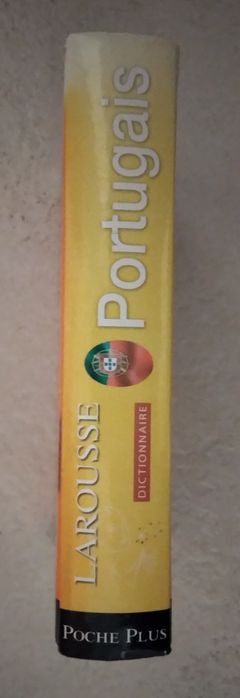 LAROUSSE
Portugais
DICTIONNAIRE
POCHE PLUS